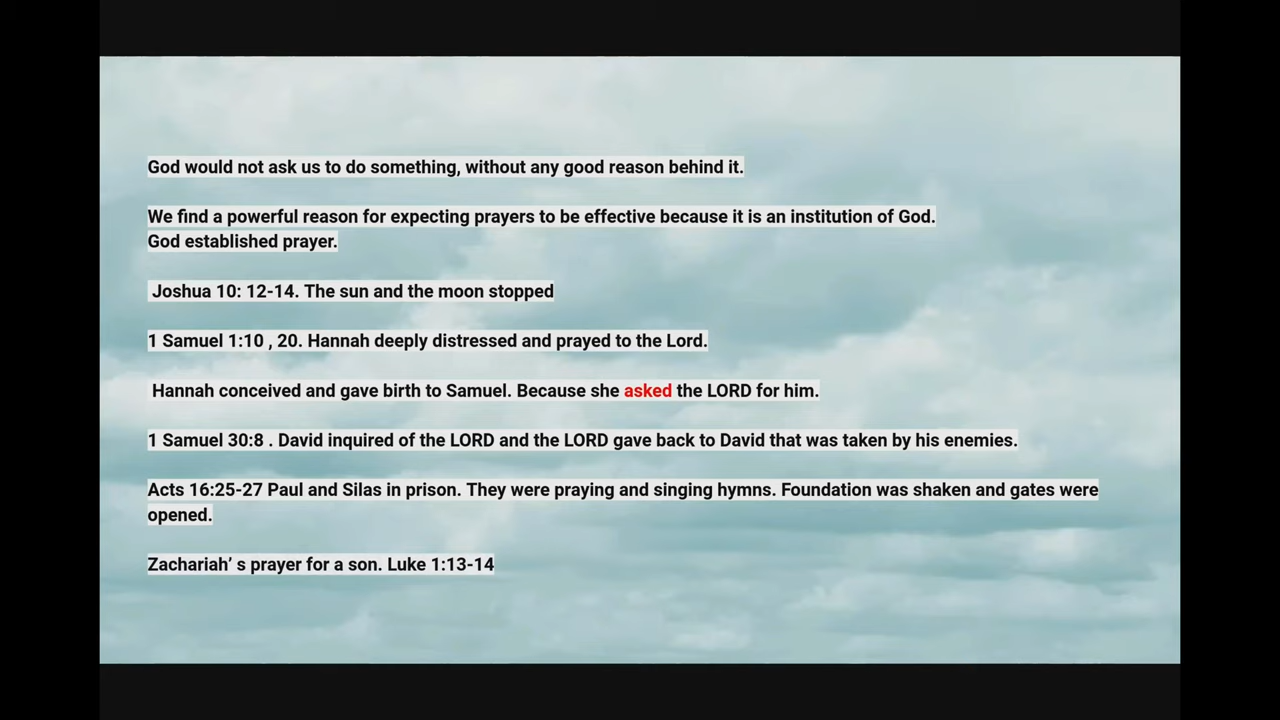 God would not ask us to do something, without any good reason behind it.
We find a powerful reason for expecting prayers to be effective because it is an institution of God.
God established prayer.
Joshua 10: 12-14. The sun and the moon stopped
1 Samuel 1:10 , 20. Hannah deeply distressed and prayed to the Lord.
Hannah conceived and gave birth to Samuel. Because she asked the LORD for him.
1 Samuel 30:8 . David inquired of the LORD and the LORD gave back to David that was taken by his enemies.
Acts 16:25-27 Paul and Silas in prison. They were praying and singing hymns. Foundation was shaken and gates were
opened.
Zachariah’ s prayer for a son. Luke 1:13-14